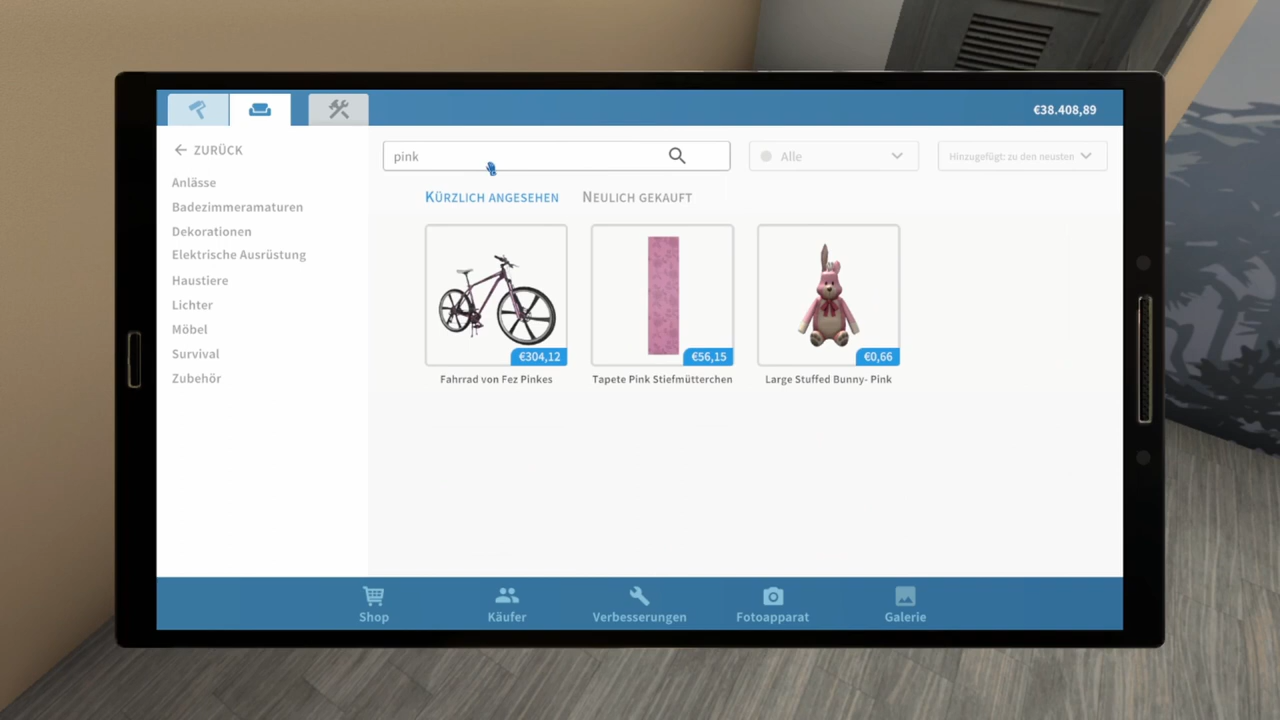 €38.408,89
ZURÜCK
Anlässe
Badezimmeramaturen
Dekorationen
Elektrische Ausrüstung
Haustiere
Lichter
Möbel
Survival
Zubehör
pink
Alle
Hinzugefügt: zu den neusten
KÜRZLICH ANGESEHEN
NEULICH GEKAUFT
€304,12
Fahrrad von Fez Pinkes
€56,15
Tapete Pink Stiefmütterchen
€0,66
Large Stuffed Bunny- Pink
Shop
Käufer
Verbesserungen
Fotoapparat
Galerie